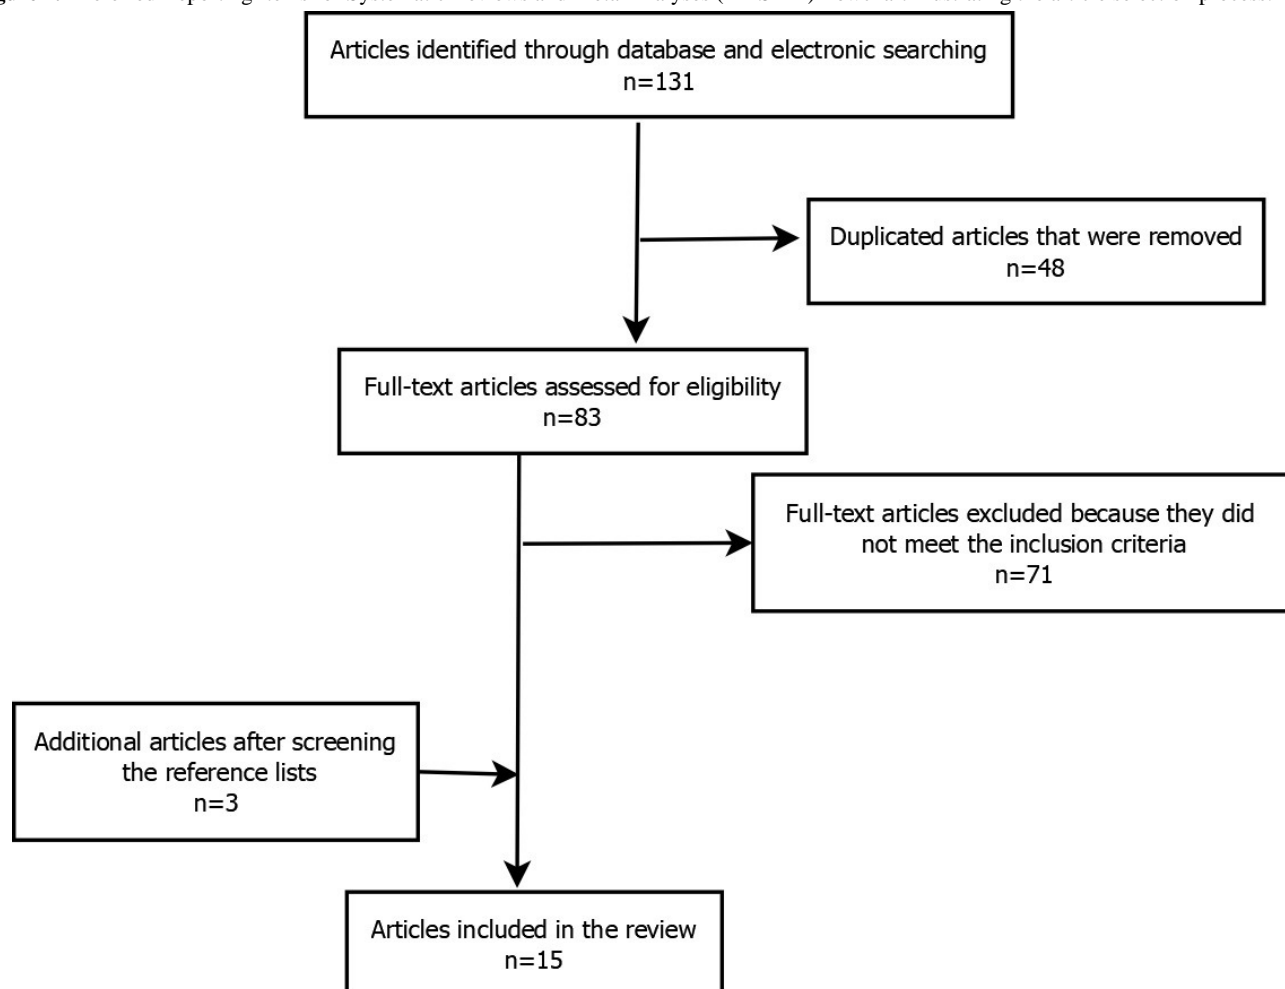 Articles identified through database and electronic searching
n=131
Duplicated articles that were removed
n=48
Full-text articles assessed for eligibility
n=83
Full-text articles excluded because they did
not meet the inclusion criteria
n=71
Additional articles after screening
the reference lists
n=3
Articles included in the review
n=15